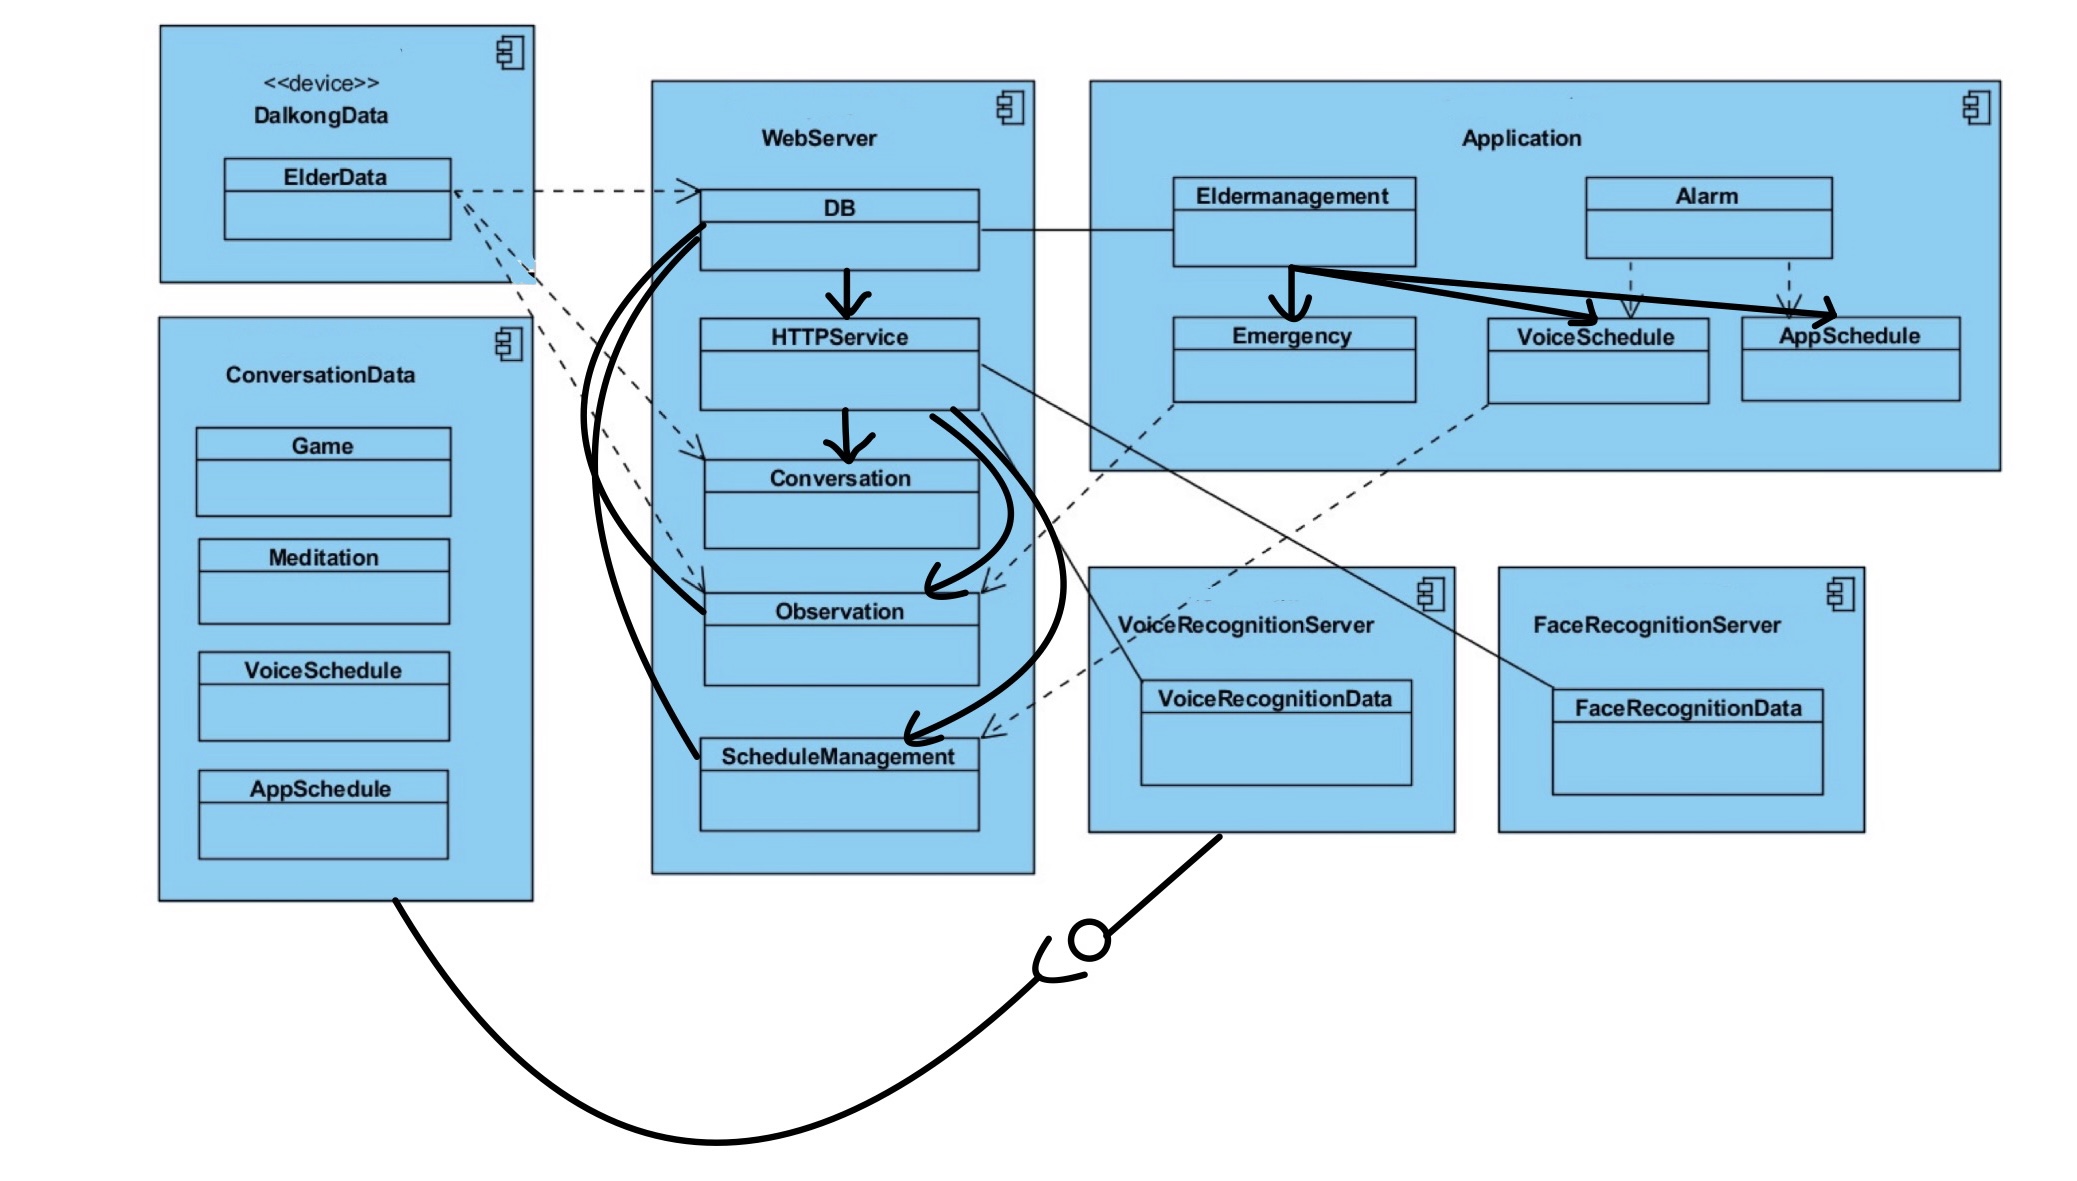 <<device>>
DalkongData
ElderData
ConversationData
Game
Meditation
VoiceSchedule
AppSchedule
WebServer
DB
HTTPService
Conversation
Observation
ScheduleManagement
Application
Eldermanagement
Alarm
Emergency
VoiceSchedule
AppSchedule
VoiceRecognitionServer
VoiceRecognitionData
FaceRecognitionServer
FaceRecognitionData